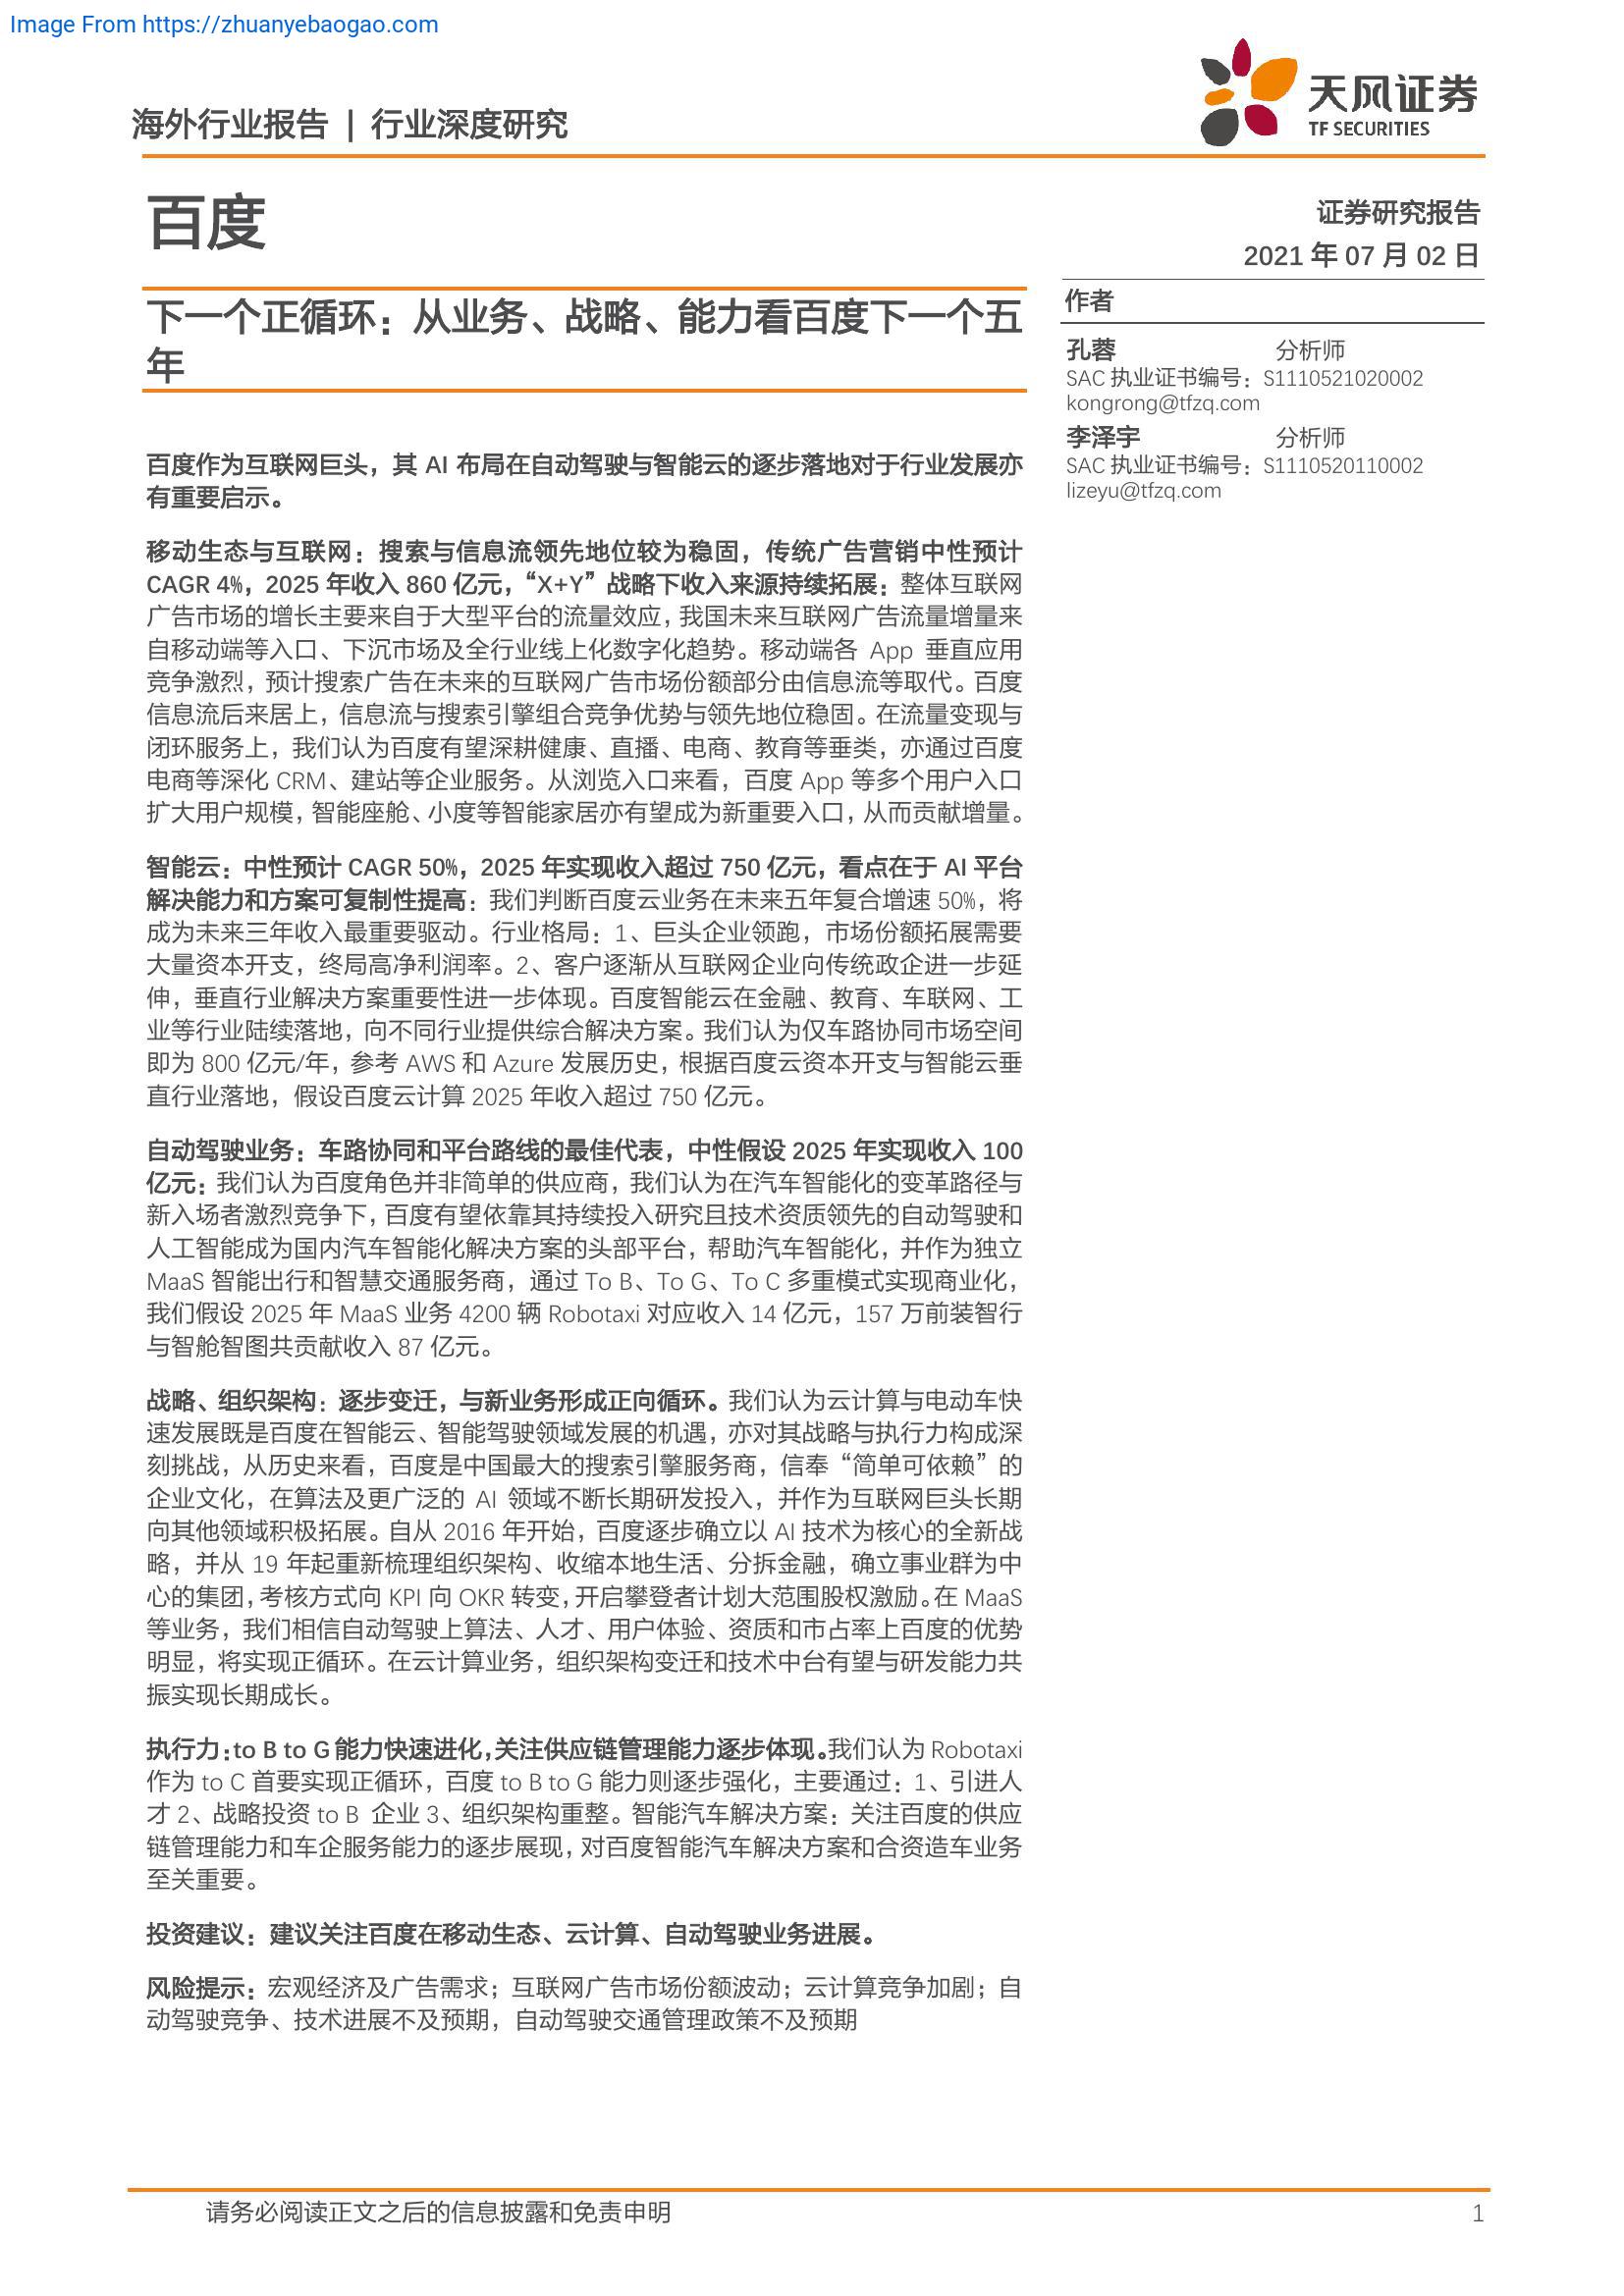 Image From https://zhuanyebaogao.com
海外行业报告 | 行业深度研究
天风证券
TF SECURITIES
百度
证券研究报告
2021 年 07 月 02 日
下一个正循环：从业务、战略、能力看百度下一个五
年
作者
孔蓉 分析师
SAC 执业证书编号：S1110521020002
kongrong@tfzq.com
李泽宇 分析师
SAC 执业证书编号：S1110520110002
lizeyu@tfzq.com
百度作为互联网巨头，其 AI 布局在自动驾驶与智能云的逐步落地对于行业发展亦
有重要启示。
移动生态与互联网：搜索与信息流领先地位较为稳固，传统广告营销中性预计
CAGR 4%，2025 年收入 860 亿元，“X+Y”战略下收入来源持续拓展：整体互联网
广告市场的增长主要来自于大型平台的流量效应，我国未来互联网广告流量增量来
自移动端等入口、下沉市场及全行业线上化数字化趋势。移动端各 App 垂直应用
竞争激烈，预计搜索广告在未来的互联网广告市场份额部分由信息流等取代。百度
信息流后来居上，信息流与搜索引擎组合竞争优势与领先地位稳固。在流量变现与
闭环服务上，我们认为百度有望深耕健康、直播、电商、教育等垂类，亦通过百度
电商等深化 CRM、建站等企业服务。从浏览入口来看，百度 App 等多个用户入口
扩大用户规模，智能座舱、小度等智能家居亦有望成为新重要入口，从而贡献增量。
智能云：中性预计 CAGR 50%，2025 年实现收入超过 750 亿元，看点在于 AI 平台
解决能力和方案可复制性提高：我们判断百度云业务在未来五年复合增速 50%，将
成为未来三年收入最重要驱动。行业格局：1、巨头企业领跑，市场份额拓展需要
大量资本开支，终局高净利润率。2、客户逐渐从互联网企业向传统政企进一步延
伸，垂直行业解决方案重要性进一步体现。百度智能云在金融、教育、车联网、工
业等行业陆续落地，向不同行业提供综合解决方案。我们认为仅车路协同市场空间
即为 800 亿元/年，参考 AWS 和 Azure 发展历史，根据百度云资本开支与智能云垂
直行业落地，假设百度云计算 2025 年收入超过 750 亿元。
自动驾驶业务：车路协同和平台路线的最佳代表，中性假设 2025 年实现收入 100
亿元：我们认为百度角色并非简单的供应商，我们认为在汽车智能化的变革路径与
新入场者激烈竞争下，百度有望依靠其持续投入研究且技术资质领先的自动驾驶和
人工智能成为国内汽车智能化解决方案的头部平台，帮助汽车智能化，并作为独立
MaaS 智能出行和智慧交通服务商，通过 To B、To G、To C 多重模式实现商业化，
我们假设 2025 年 MaaS 业务 4200 辆 Robotaxi 对应收入 14 亿元，157 万前装智行
与智舱智图共贡献收入 87 亿元。
战略、组织架构：逐步变迁，与新业务形成正向循环。我们认为云计算与电动车快
速发展既是百度在智能云、智能驾驶领域发展的机遇，亦对其战略与执行力构成深
刻挑战，从历史来看，百度是中国最大的搜索引擎服务商，信奉“简单可依赖”的
企业文化，在算法及更广泛的 AI 领域不断长期研发投入，并作为互联网巨头长期
向其他领域积极拓展。自从 2016 年开始，百度逐步确立以 AI 技术为核心的全新战
略，并从 19 年起重新梳理组织架构、收缩本地生活、分拆金融，确立事业群为中
心的集团，考核方式向 KPI 向 OKR 转变，开启攀登者计划大范围股权激励。在 MaaS
等业务，我们相信自动驾驶上算法、人才、用户体验、资质和市占率上百度的优势
明显，将实现正循环。在云计算业务，组织架构变迁和技术中台有望与研发能力共
振实现长期成长。
执行力：to B to G 能力快速进化，关注供应链管理能力逐步体现。我们认为 Robotaxi
作为 to C 首要实现正循环，百度 to B to G 能力则逐步强化，主要通过：1、引进人
才 2、战略投资 to B 企业 3、组织架构重整。智能汽车解决方案：关注百度的供应
链管理能力和车企服务能力的逐步展现，对百度智能汽车解决方案和合资造车业务
至关重要。
投资建议：建议关注百度在移动生态、云计算、自动驾驶业务进展。
风险提示：宏观经济及广告需求；互联网广告市场份额波动；云计算竞争加剧；自
动驾驶竞争、技术进展不及预期，自动驾驶交通管理政策不及预期
请务必阅读正文之后的信息披露和免责申明 1